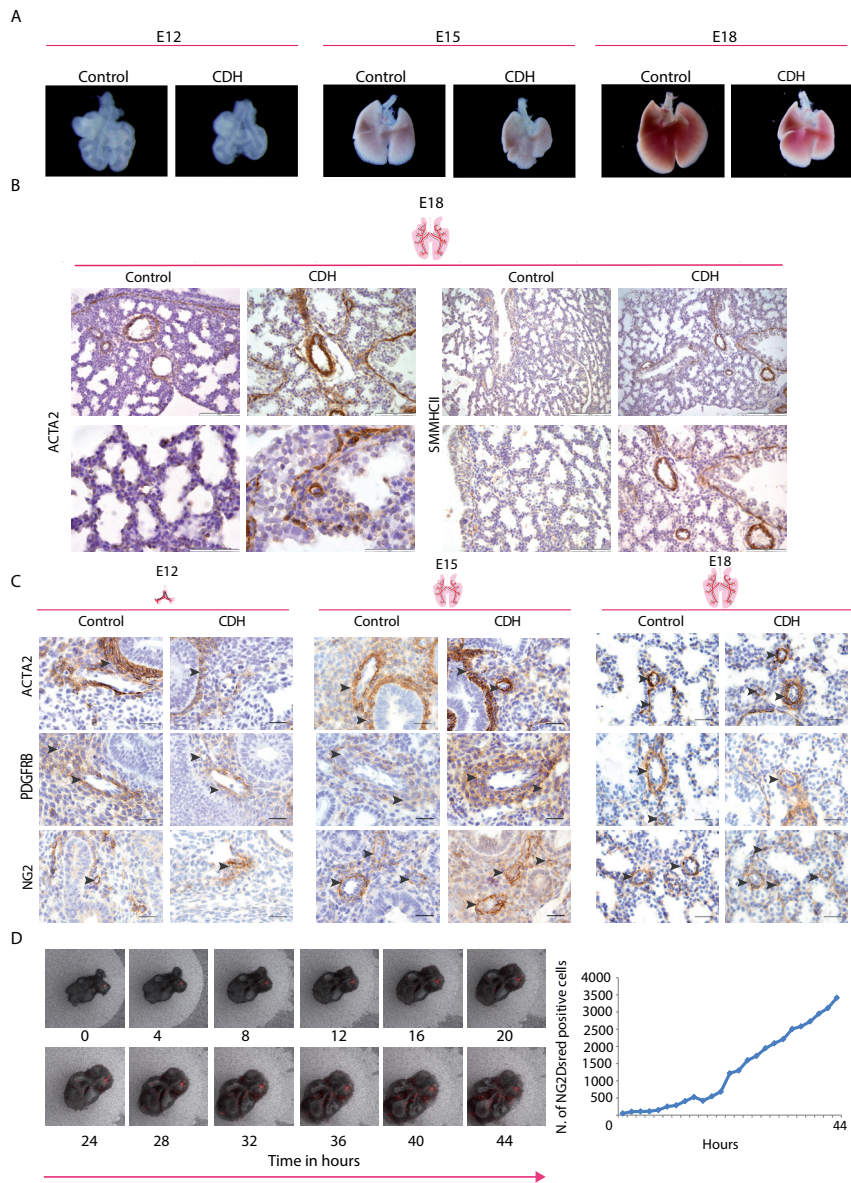 A
E12
E15
E18
Control
CDH
Control
CDH
Control
CDH
B
E18
Control
CDH
Control
CDH
ACTA2
SMMHCII
C
E12
E15
E18
Control
CDH
Control
CDH
Control
CDH
ACTA2
PDGFRB
NG2
D
0
4
8
12
16
20
24
28
32
36
40
44
Time in hours
N. of NG2Dsred positive cells
4000
3500
3000
2500
2000
1500
1000
500
0
44
Hours